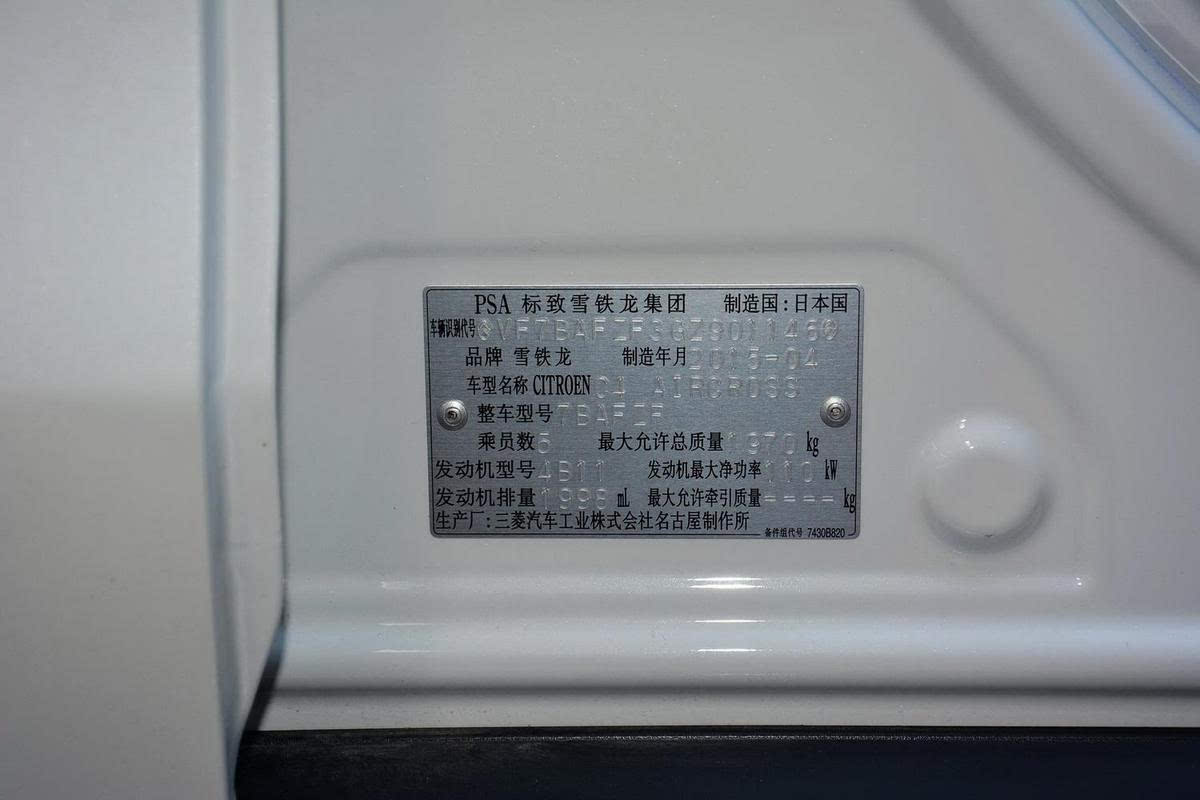 PSA 标致雪铁龙集团 制造国:日本国
车辆识别代号 VF7BAFZF3GZ901146
品牌 雪铁龙 制造年月 2015-04
车型名称 CITROEN C4 AIRCROSS
整车型号 7BAFZF
乘员数 5 最大允许总质量 1970 kg
发动机型号 4B11 发动机最大净功率 110 kW
发动机排量 1998 mL 最大允许牵引质量 ---- kg
生产厂:三菱汽车工业株式会社名古屋制作所
备件组代号 7430B820